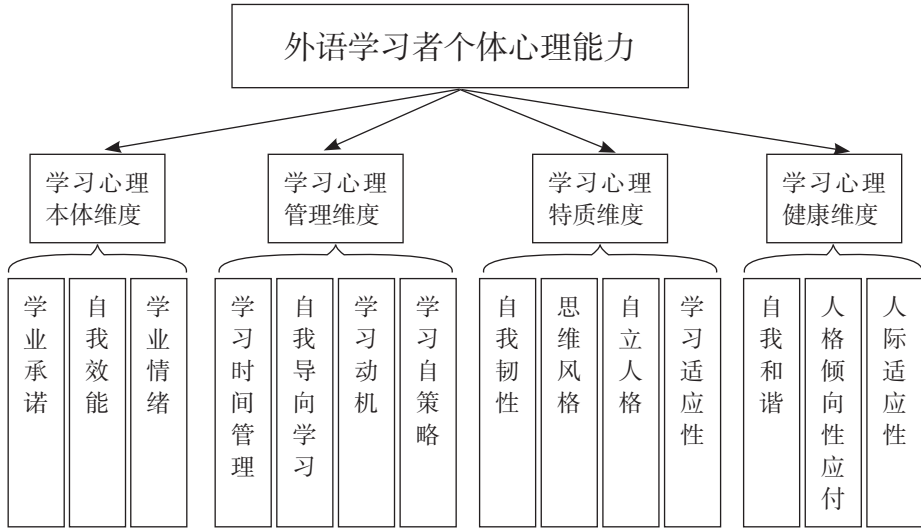 外语学习者个体心理能力
学习心理
本体维度
学习心理
管理维度
学习心理
特质维度
学习心理
健康维度
学业承诺
自我效能
学业情绪
学习时间管理
自我导向学习
学习动机
学习自策略
自我韧性
思维风格
自立人格
学习适应性
自我和谐
人格倾向性应付
人际适应性